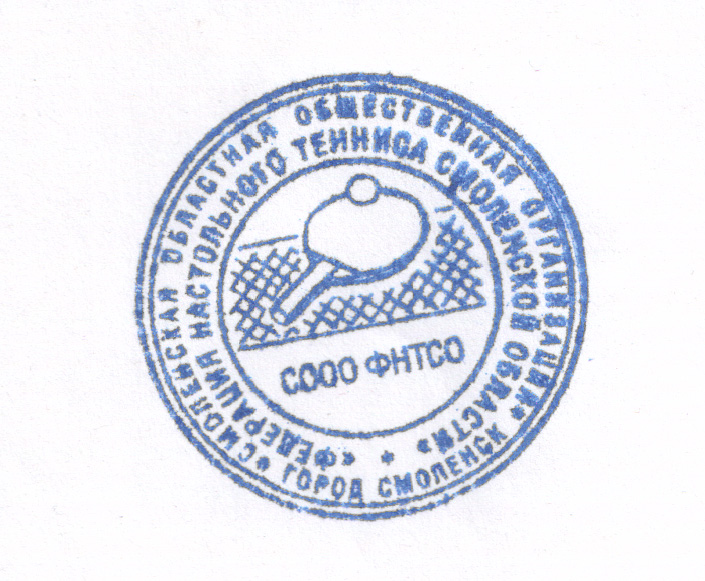 СМОЛЕНСКАЯ ОБЛАСТНАЯ ОБЩЕСТВЕННАЯ ОРГАНИЗАЦИЯ
* ГОРОД СМОЛЕНСК *
«ФЕДЕРАЦИЯ НАСТОЛЬНОГО ТЕННИСА СМОЛЕНСКОЙ ОБЛАСТИ» *
СООО ФНТСО